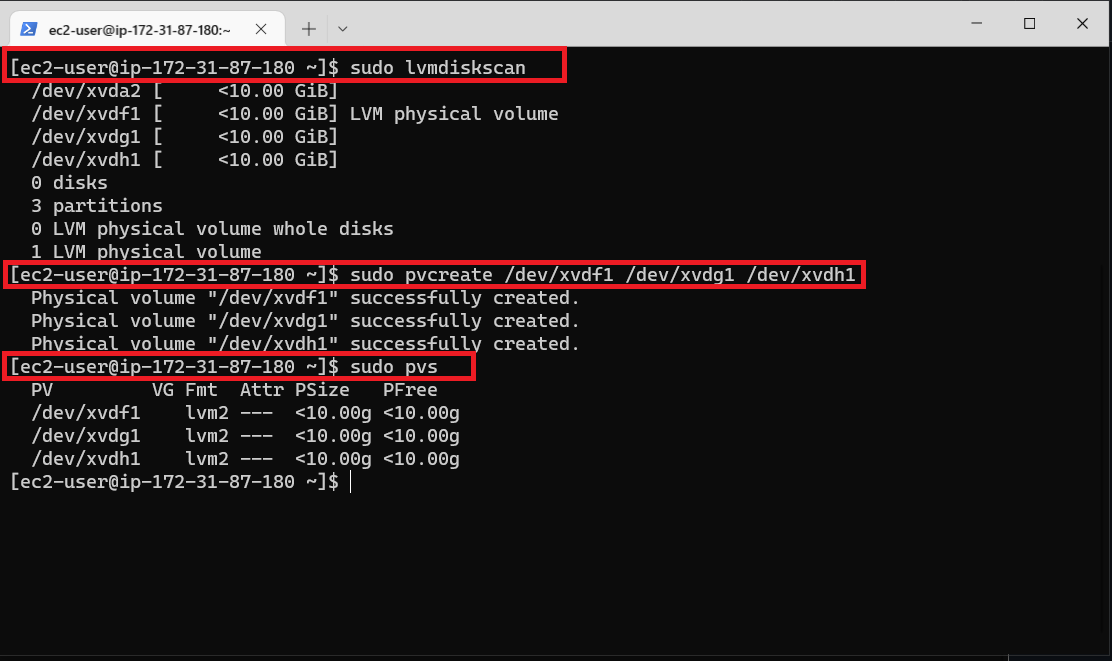 ec2-user@ip-172-31-87-180:~
[ec2-user@ip-172-31-87-180 ~]$ sudo lvmdiskscan
  /dev/xvda2 [     <10.00 GiB]
  /dev/xvdf1 [     <10.00 GiB] LVM physical volume
  /dev/xvdg1 [     <10.00 GiB]
  /dev/xvdh1 [     <10.00 GiB]
  0 disks
  3 partitions
  0 LVM physical volume whole disks
  1 LVM physical volume
[ec2-user@ip-172-31-87-180 ~]$ sudo pvcreate /dev/xvdf1 /dev/xvdg1 /dev/xvdh1
  Physical volume "/dev/xvdf1" successfully created.
  Physical volume "/dev/xvdg1" successfully created.
  Physical volume "/dev/xvdh1" successfully created.
[ec2-user@ip-172-31-87-180 ~]$ sudo pvs
  PV         VG Fmt  Attr PSize   PFree
  /dev/xvdf1    lvm2 ---  <10.00g <10.00g
  /dev/xvdg1    lvm2 ---  <10.00g <10.00g
  /dev/xvdh1    lvm2 ---  <10.00g <10.00g
[ec2-user@ip-172-31-87-180 ~]$